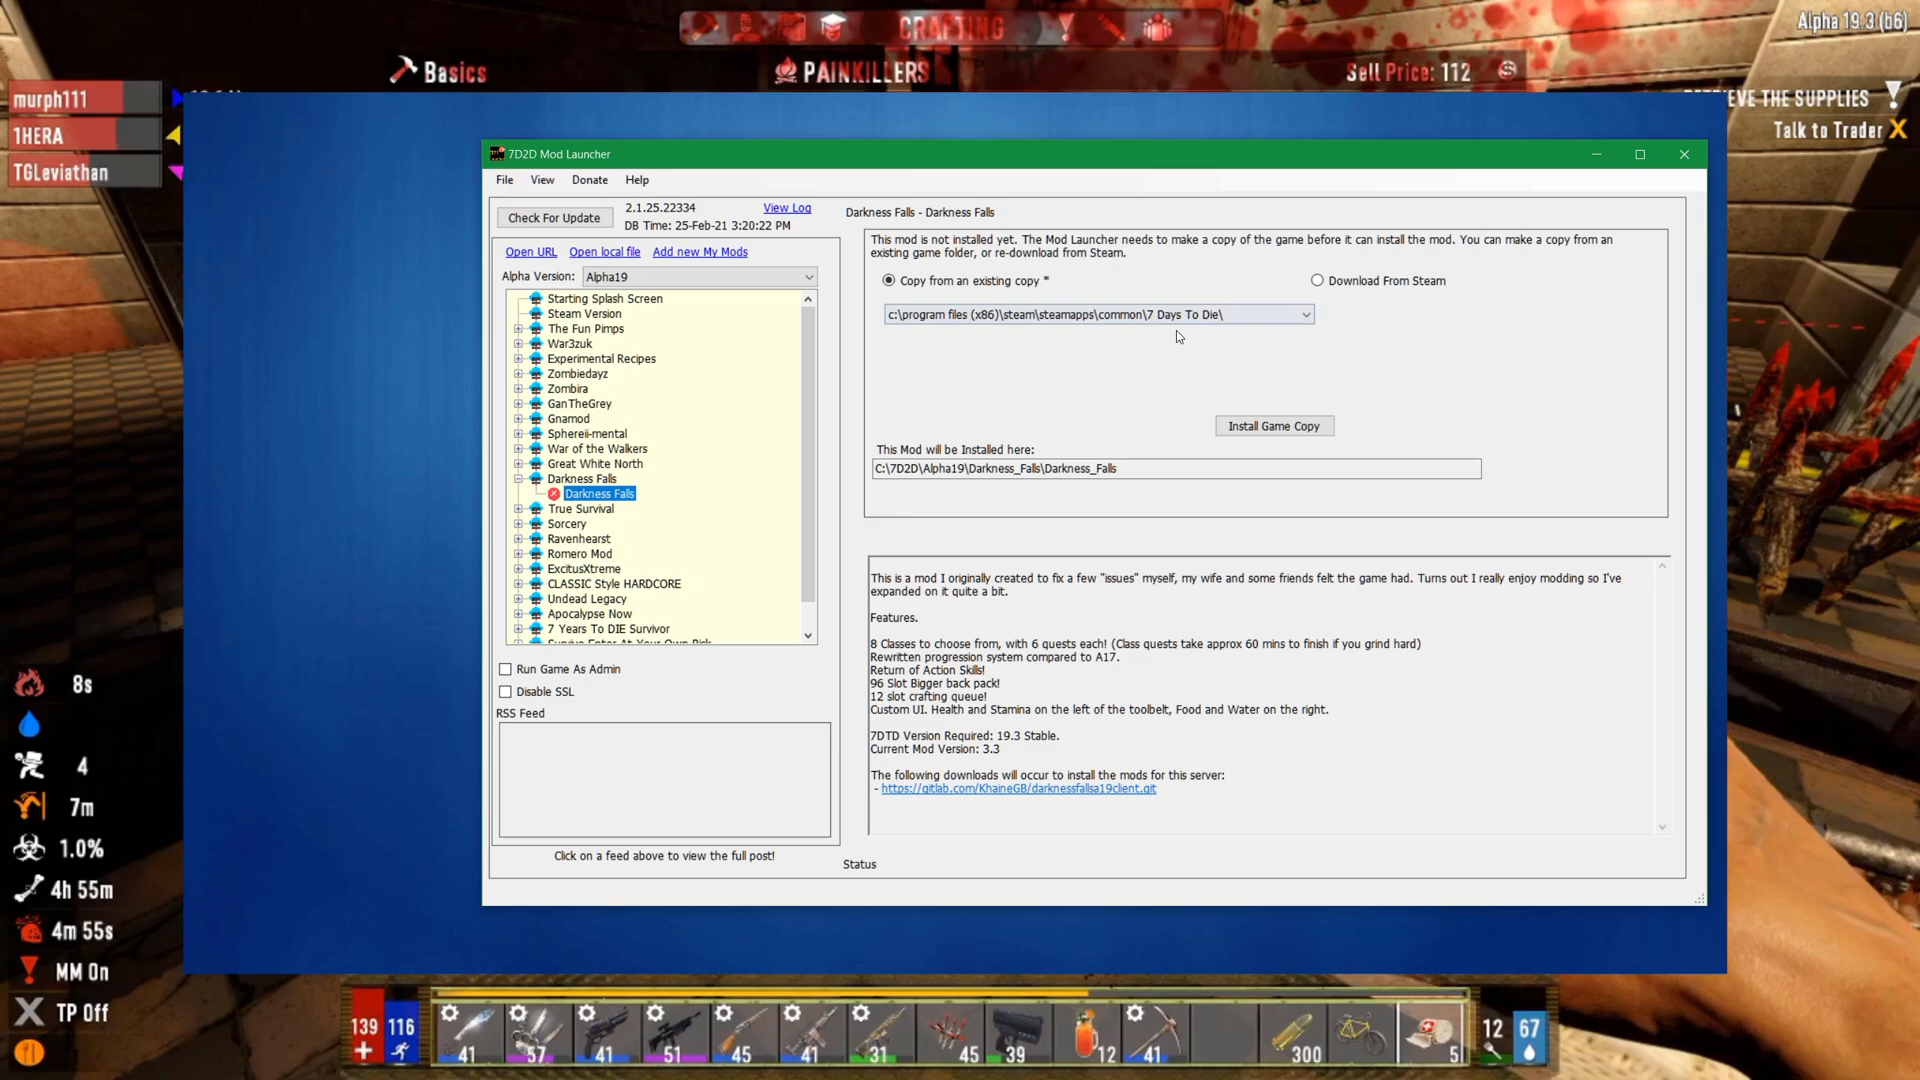 CRAFTING
Alpha 19.3 (b6)
Basics
PAINKILLERS
Sell Price: 112
murph111
1HERA
TGLeviathan
EVE THE SUPPLIES
Talk to Trader
7D2D Mod Launcher
File View Donate Help
Check For Update
2.1.25.22334
View Log
DB Time: 25-Feb-21 3:20:22 PM
Open URL Open local file Add new My Mods
Alpha Version: Alpha19
Starting Splash Screen
Steam Version
The Fun Pimps
War3zuk
Experimental Recipes
Zombiedayz
Zombira
GanTheGrey
Gnamod
Sphereii-mental
War of the Walkers
Great White North
Darkness Falls
Darkness Falls
True Survival
Sorcery
Ravenhearst
Romero Mod
ExcitusXtreme
CLASSIC Style HARDCORE
Undead Legacy
Apocalypse Now
7 Years To DIE Survivor
Run Game As Admin
Disable SSL
RSS Feed
Click on a feed above to view the full post!
Darkness Falls - Darkness Falls
This mod is not installed yet. The Mod Launcher needs to make a copy of the game before it can install the mod. You can make a copy from an
existing game folder, or re-download from Steam.
Copy from an existing copy *
Download From Steam
c:\program files (x86)\steam\steamapps\common\7 Days To Die\
Install Game Copy
This Mod will be Installed here:
C:\7D2D\Alpha19\Darkness_Falls\Darkness_Falls
This is a mod I originally created to fix a few "issues" myself, my wife and some friends felt the game had. Turns out I really enjoy modding so I've
expanded on it quite a bit.
Features.
8 Classes to choose from, with 6 quests each! (Class quests take approx 60 mins to finish if you grind hard)
Rewritten progression system compared to A17.
Return of Action Skills!
96 Slot Bigger back pack!
12 slot crafting queue!
Custom UI. Health and Stamina on the left of the toolbelt, Food and Water on the right.
7DTD Version Required: 19.3 Stable.
Current Mod Version: 3.3
The following downloads will occur to install the mods for this server:
- https://gitlab.com/KhaineGB/darknessfallsa19client.git
Status
8s
4
7m
1.0%
4h 55m
4m 55s
MM On
TP Off
139 116
41 57 41 51 45 41 31 45 39 12 41 300 5
12 67